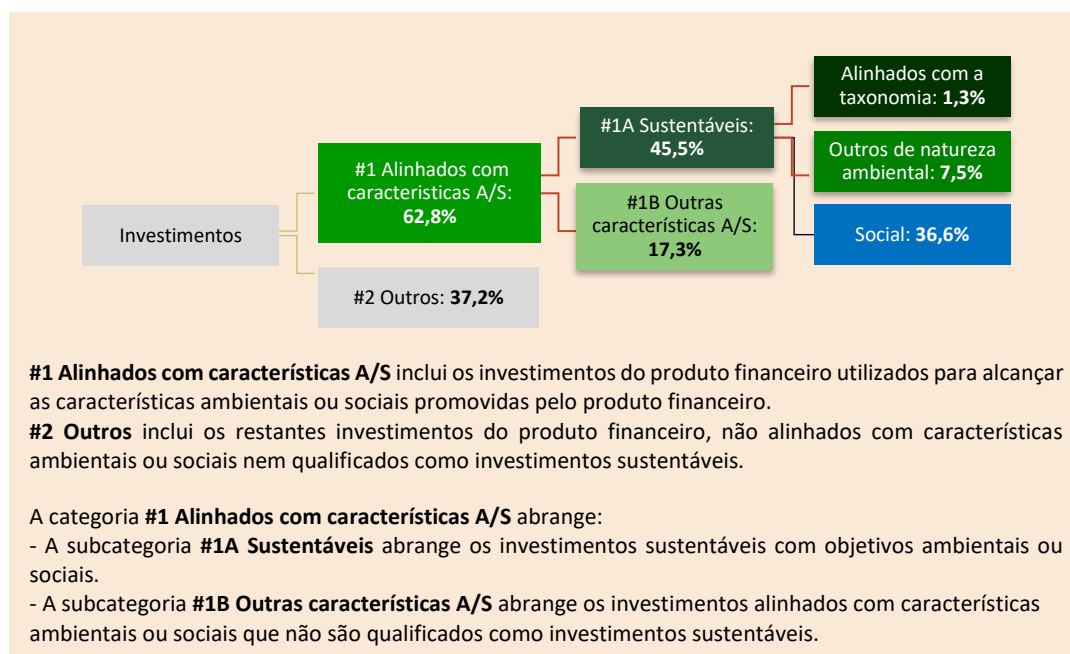 Investimentos
#1 Alinhados com
caracteristicas A/S:
62,8%
#2 Outros: 37,2%
#1A Sustentáveis:
45,5%
#1B Outras
características A/S:
17,3%
Alinhados com a
taxonomia: 1,3%
Outros de natureza
ambiental: 7,5%
Social: 36,6%
#1 Alinhados com características A/S inclui os investimentos do produto financeiro utilizados para alcançar
as características ambientais ou sociais promovidas pelo produto financeiro.
#2 Outros inclui os restantes investimentos do produto financeiro, não alinhados com características
ambientais ou sociais nem qualificados como investimentos sustentáveis.
A categoria #1 Alinhados com características A/S abrange:
- A subcategoria #1A Sustentáveis abrange os investimentos sustentáveis com objetivos ambientais ou
sociais.
- A subcategoria #1B Outras características A/S abrange os investimentos alinhados com características
ambientais ou sociais que não são qualificados como investimentos sustentáveis.